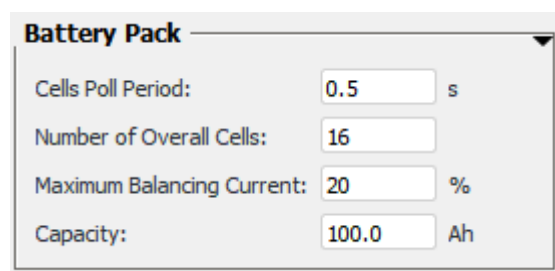 Battery Pack
Cells Poll Period: 0.5 s
Number of Overall Cells: 16
Maximum Balancing Current: 20 %
Capacity: 100.0 Ah